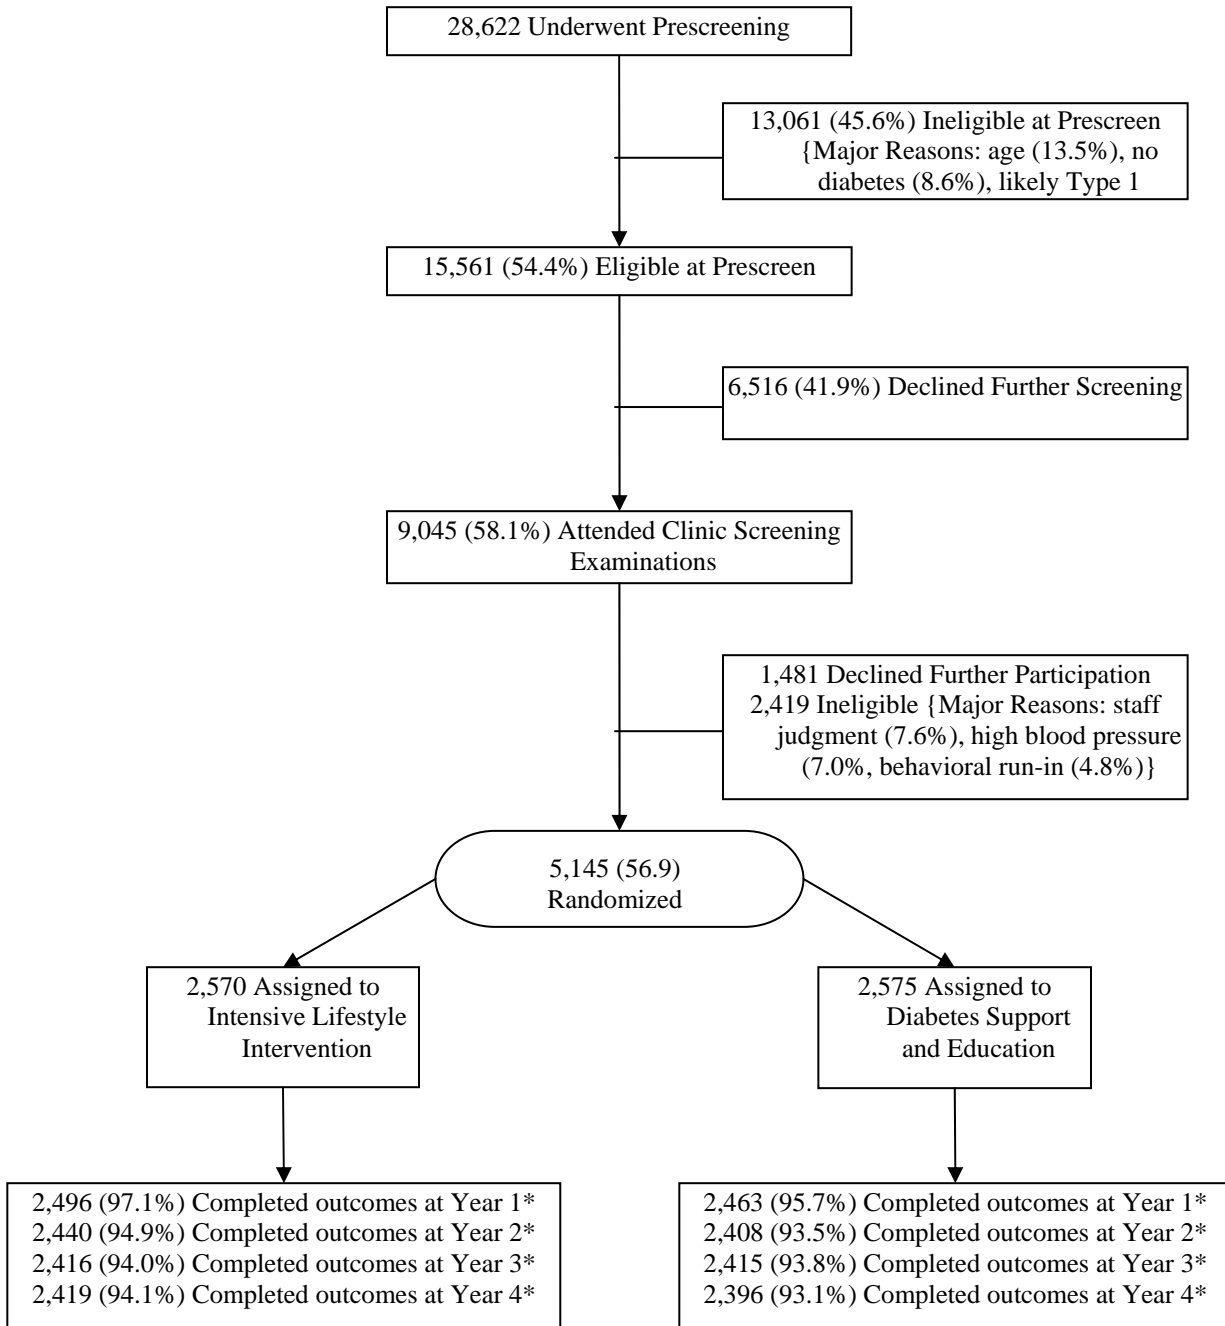 28,622 Underwent Prescreening
13,061 (45.6%) Ineligible at Prescreen
{Major Reasons: age (13.5%), no
diabetes (8.6%), likely Type 1
15,561 (54.4%) Eligible at Prescreen
6,516 (41.9%) Declined Further Screening
9,045 (58.1%) Attended Clinic Screening
Examinations
1,481 Declined Further Participation
2,419 Ineligible {Major Reasons: staff
judgment (7.6%), high blood pressure
(7.0%, behavioral run-in (4.8%)}
5,145 (56.9)
Randomized
2,570 Assigned to
Intensive Lifestyle
Intervention
2,575 Assigned to
Diabetes Support
and Education
2,496 (97.1%) Completed outcomes at Year 1*
2,440 (94.9%) Completed outcomes at Year 2*
2,416 (94.0%) Completed outcomes at Year 3*
2,419 (94.1%) Completed outcomes at Year 4*
2,463 (95.7%) Completed outcomes at Year 1*
2,408 (93.5%) Completed outcomes at Year 2*
2,415 (93.8%) Completed outcomes at Year 3*
2,396 (93.1%) Completed outcomes at Year 4*